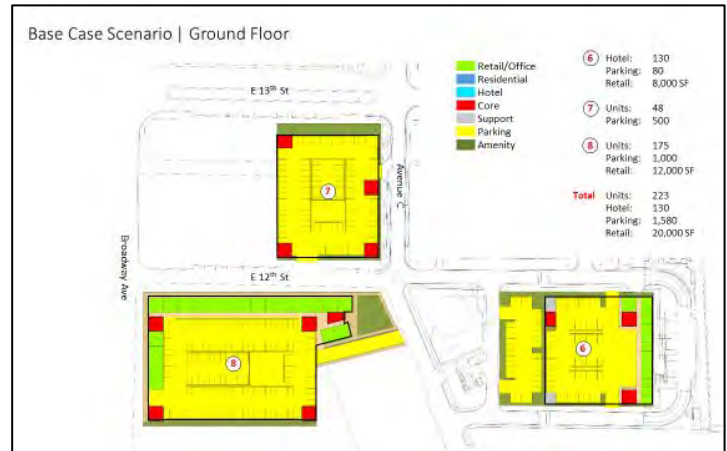 Base Case Scenario | Ground Floor
Retail/Office
Residential
Hotel
Core
Support
Parking
Amenity
6 Hotel: 130
Parking: 80
Retail: 8,000 SF
7 Units: 48
Parking: 500
8 Units: 175
Parking: 1,000
Retail: 12,000 SF
Total Units: 223
Hotel: 130
Parking: 1,580
Retail: 20,000 SF
E 13th St
Avenue C
7
Broadway Ave
E 12th St
8
6